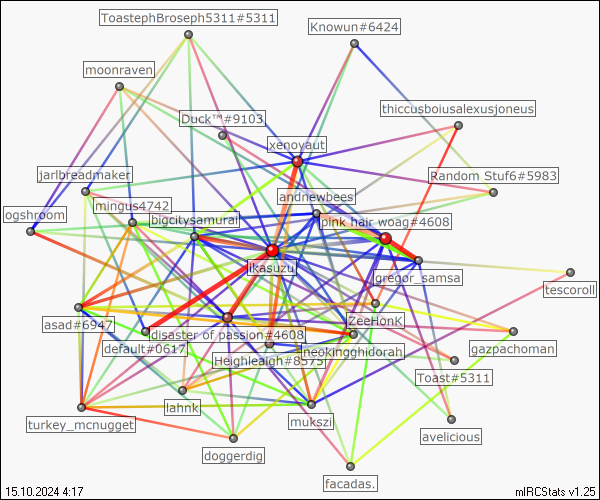 ToastephBroseph5311#5311
Knowun#6424
moonraven
thiccusboiusalexusjoneus
Duck™#9103
xenovaut
jarlbreadmaker
Random Stuf6#5983
andnewbees
mingus4742
ogshroom
bigcitysamurai
pink hair woag#4608
ikasuzu
gregor_samsa
tescoroll
asad#6947
disaster of passion#4608
ZeeHonK
default#0617
neokingghidorah
gazpachoman
Heighleaigh#8575
Toast#5311
lahnk
mukszi
turkey_mcnugget
avelicious
doggerdig
facadas.
15.10.2024 4:17
mIRCStats v1.25